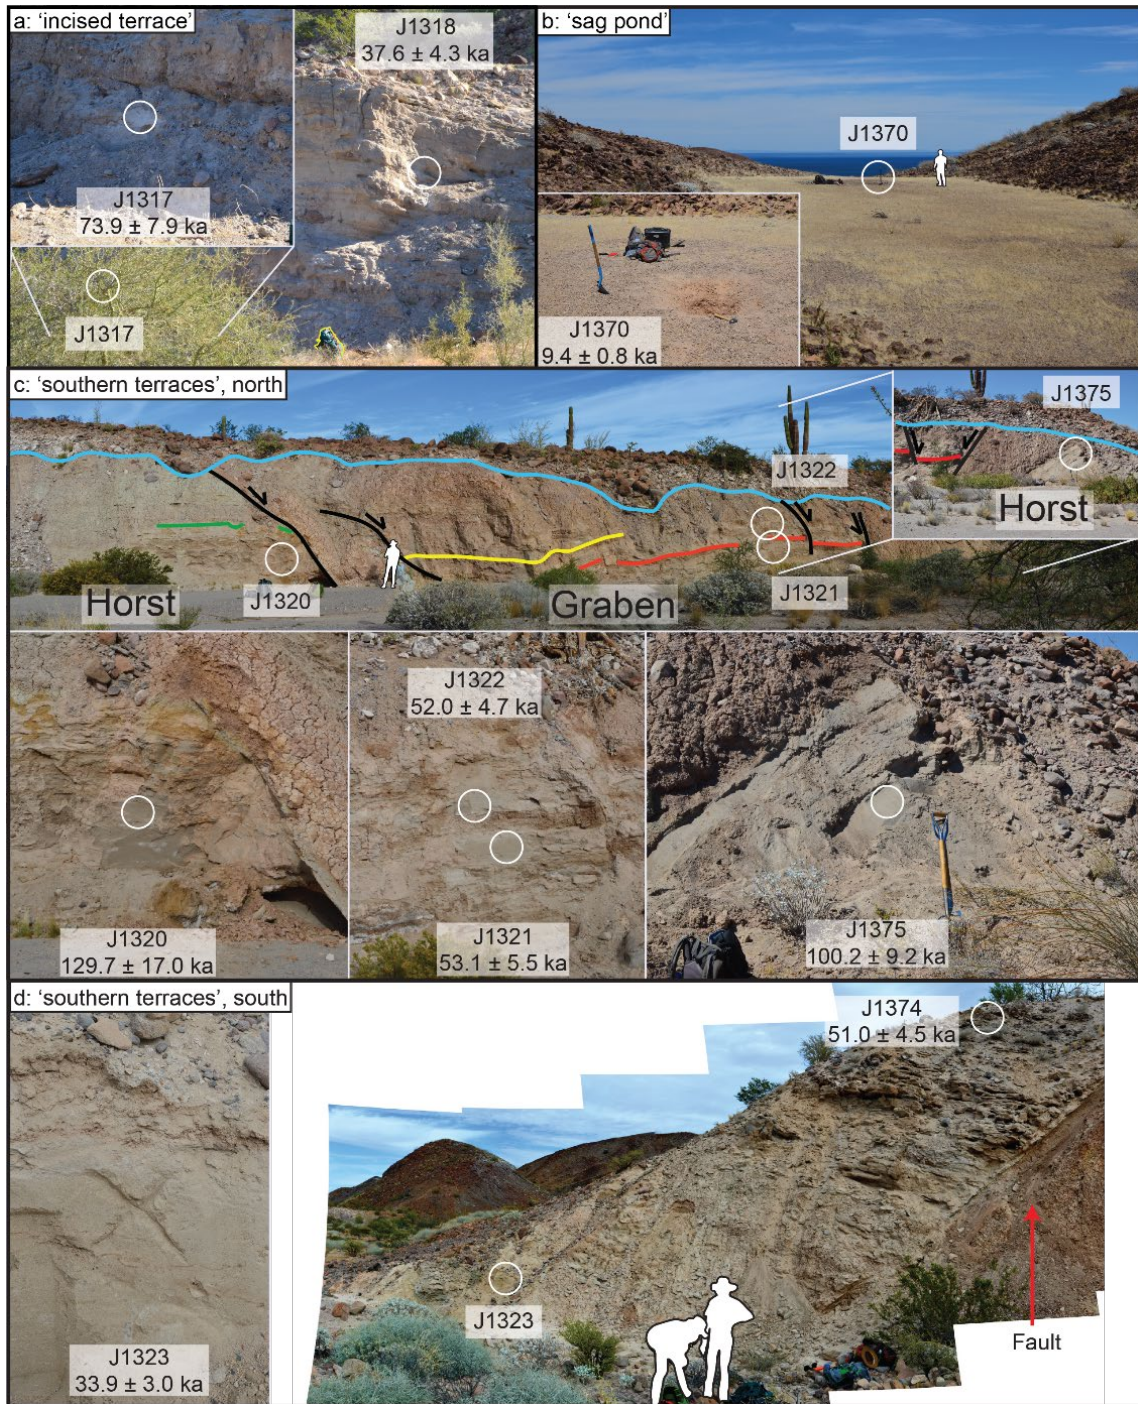 a: 'incised terrace'
J1318
37.6 ± 4.3 ka
J1317
73.9 ± 7.9 ka
J1317
b: 'sag pond'
J1370
J1370
9.4 ± 0.8 ka
c: 'southern terraces', north
J1375
J1322
Horst
J1320
Horst
Graben
J1321
J1320
129.7 ± 17.0 ka
J1322
52.0 ± 4.7 ka
J1321
53.1 ± 5.5 ka
J1375
100.2 ± 9.2 ka
d: 'southern terraces', south
J1323
33.9 ± 3.0 ka
J1374
51.0 ± 4.5 ka
J1323
Fault